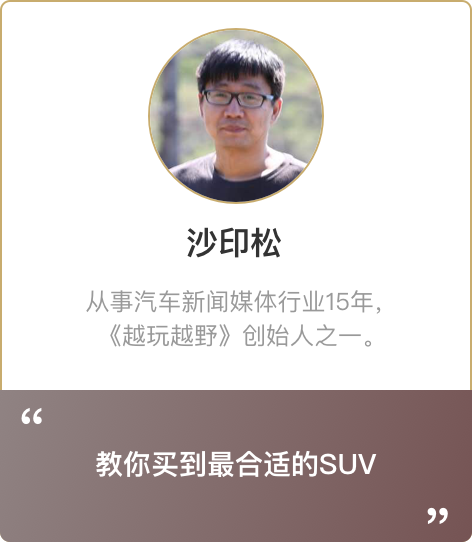 沙印松
从事汽车新闻媒体行业15年，
《越玩越野》创始人之一。
“
教你买到最合适的SUV
”